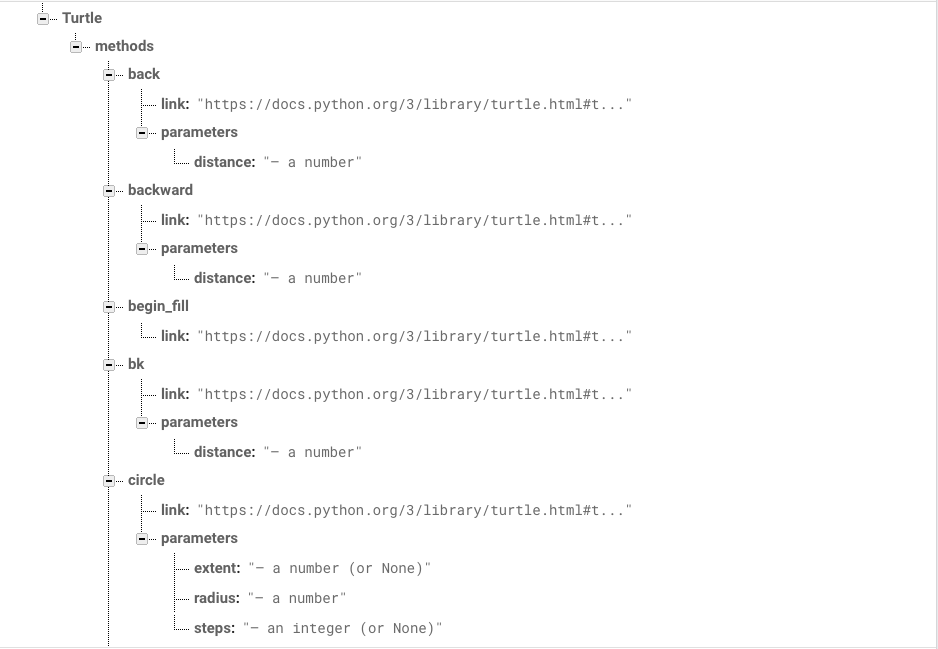 Turtle
methods
back
link: "https://docs.python.org/3/library/turtle.html#t..."
parameters
distance: "– a number"
backward
link: "https://docs.python.org/3/library/turtle.html#t..."
parameters
distance: "– a number"
begin_fill
link: "https://docs.python.org/3/library/turtle.html#t..."
bk
link: "https://docs.python.org/3/library/turtle.html#t..."
parameters
distance: "– a number"
circle
link: "https://docs.python.org/3/library/turtle.html#t..."
parameters
extent: "– a number (or None)"
radius: "– a number"
steps: "– an integer (or None)"